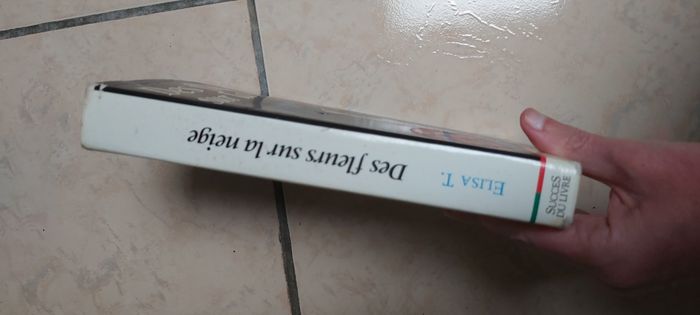 SUCCES
DU LIVRE
ELISA T.
Des fleurs sur la neige